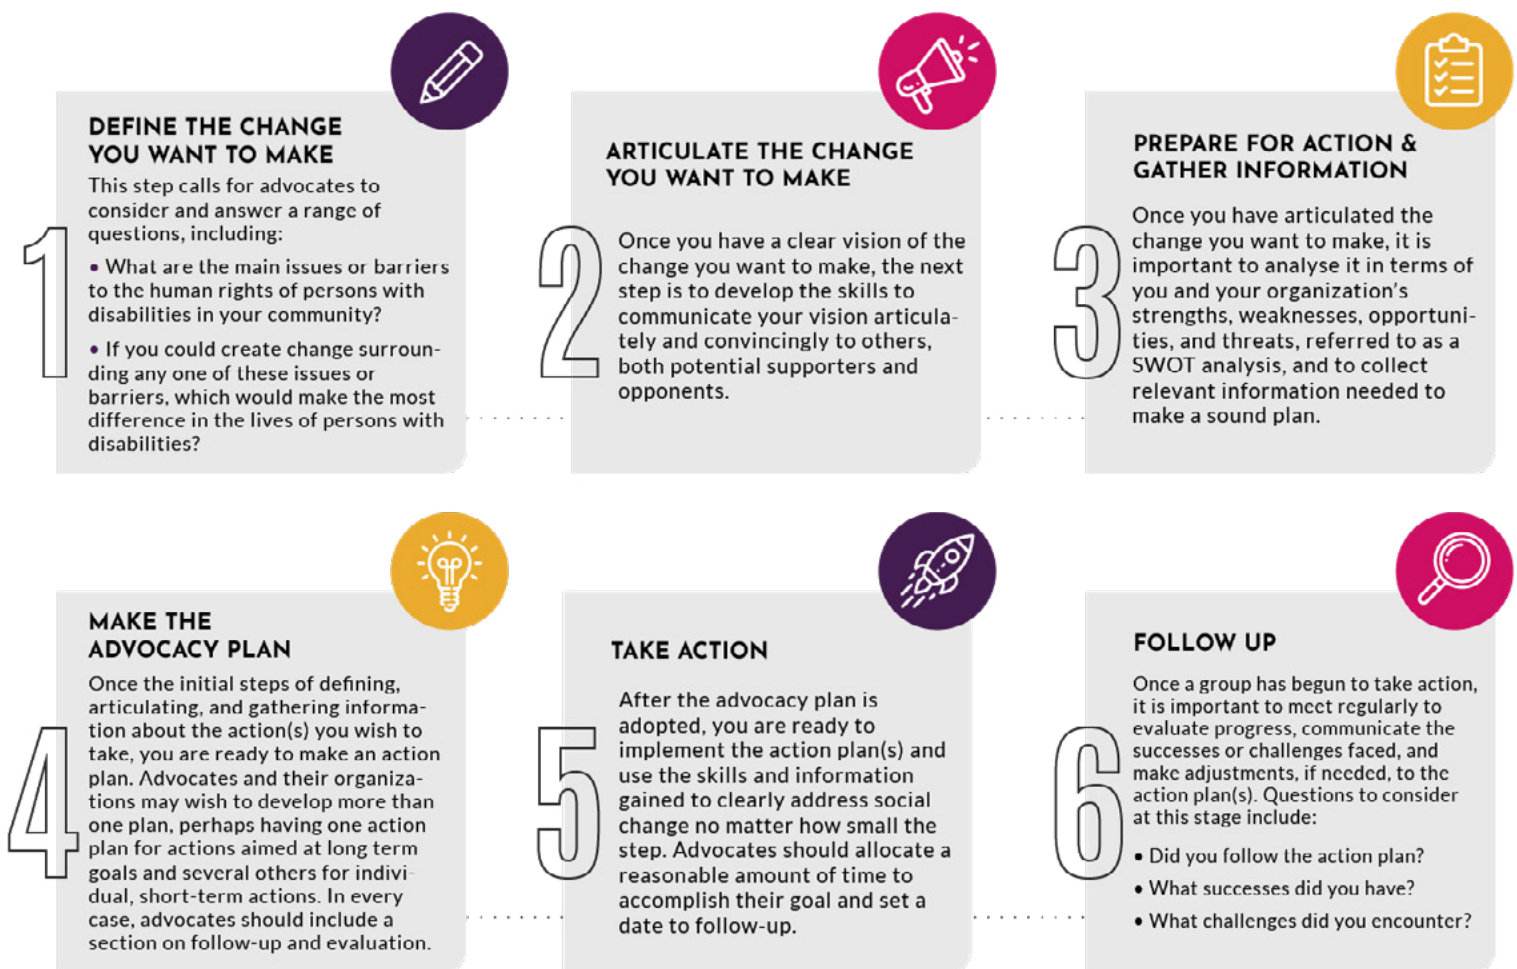 1
DEFINE THE CHANGE
YOU WANT TO MAKE
This step calls for advocates to
consider and answer a range of
questions, including:
• What are the main issues or barriers
to the human rights of persons with
disabilities in your community?
• If you could create change surroun-
ding any one of these issues or
barriers, which would make the most
difference in the lives of persons with
disabilities?
2
ARTICULATE THE CHANGE
YOU WANT TO MAKE
Once you have a clear vision of the
change you want to make, the next
step is to develop the skills to
communicate your vision articula-
tely and convincingly to others,
both potential supporters and
opponents.
3
PREPARE FOR ACTION &
GATHER INFORMATION
Once you have articulated the
change you want to make, it is
important to analyse it in terms of
you and your organization's
strengths, weaknesses, opportuni-
ties, and threats, referred to as a
SWOT analysis, and to collect
relevant information needed to
make a sound plan.
4
MAKE THE
ADVOCACY PLAN
Once the initial steps of defining,
articulating, and gathering informa-
tion about the action(s) you wish to
take, you are ready to make an action
plan. Advocates and their organiza-
tions may wish to develop more than
one plan, perhaps having one action
plan for actions aimed at long term
goals and several others for indivi-
dual, short-term actions. In every
case, advocates should include a
section on follow-up and evaluation.
5
TAKE ACTION
After the advocacy plan is
adopted, you are ready to
implement the action plan(s) and
use the skills and information
gained to clearly address social
change no matter how small the
step. Advocates should allocate a
reasonable amount of time to
accomplish their goal and set a
date to follow-up.
6
FOLLOW UP
Once a group has begun to take action,
it is important to meet regularly to
evaluate progress, communicate the
successes or challenges faced, and
make adjustments, if needed, to the
action plan(s). Questions to consider
at this stage include:
• Did you follow the action plan?
• What successes did you have?
• What challenges did you encounter?